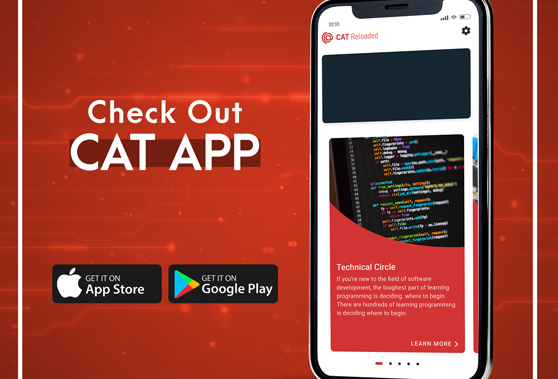 Check Out
CAT APP
GET IT ON
App Store
GET IT ON
Google Play
10:10
CAT Reloaded
Technical Circle
If you're new to the field of software
development, the toughest part of learning
programming is deciding where to begin.
There are hundreds of learning programming
is deciding where to begin.
LEARN MORE